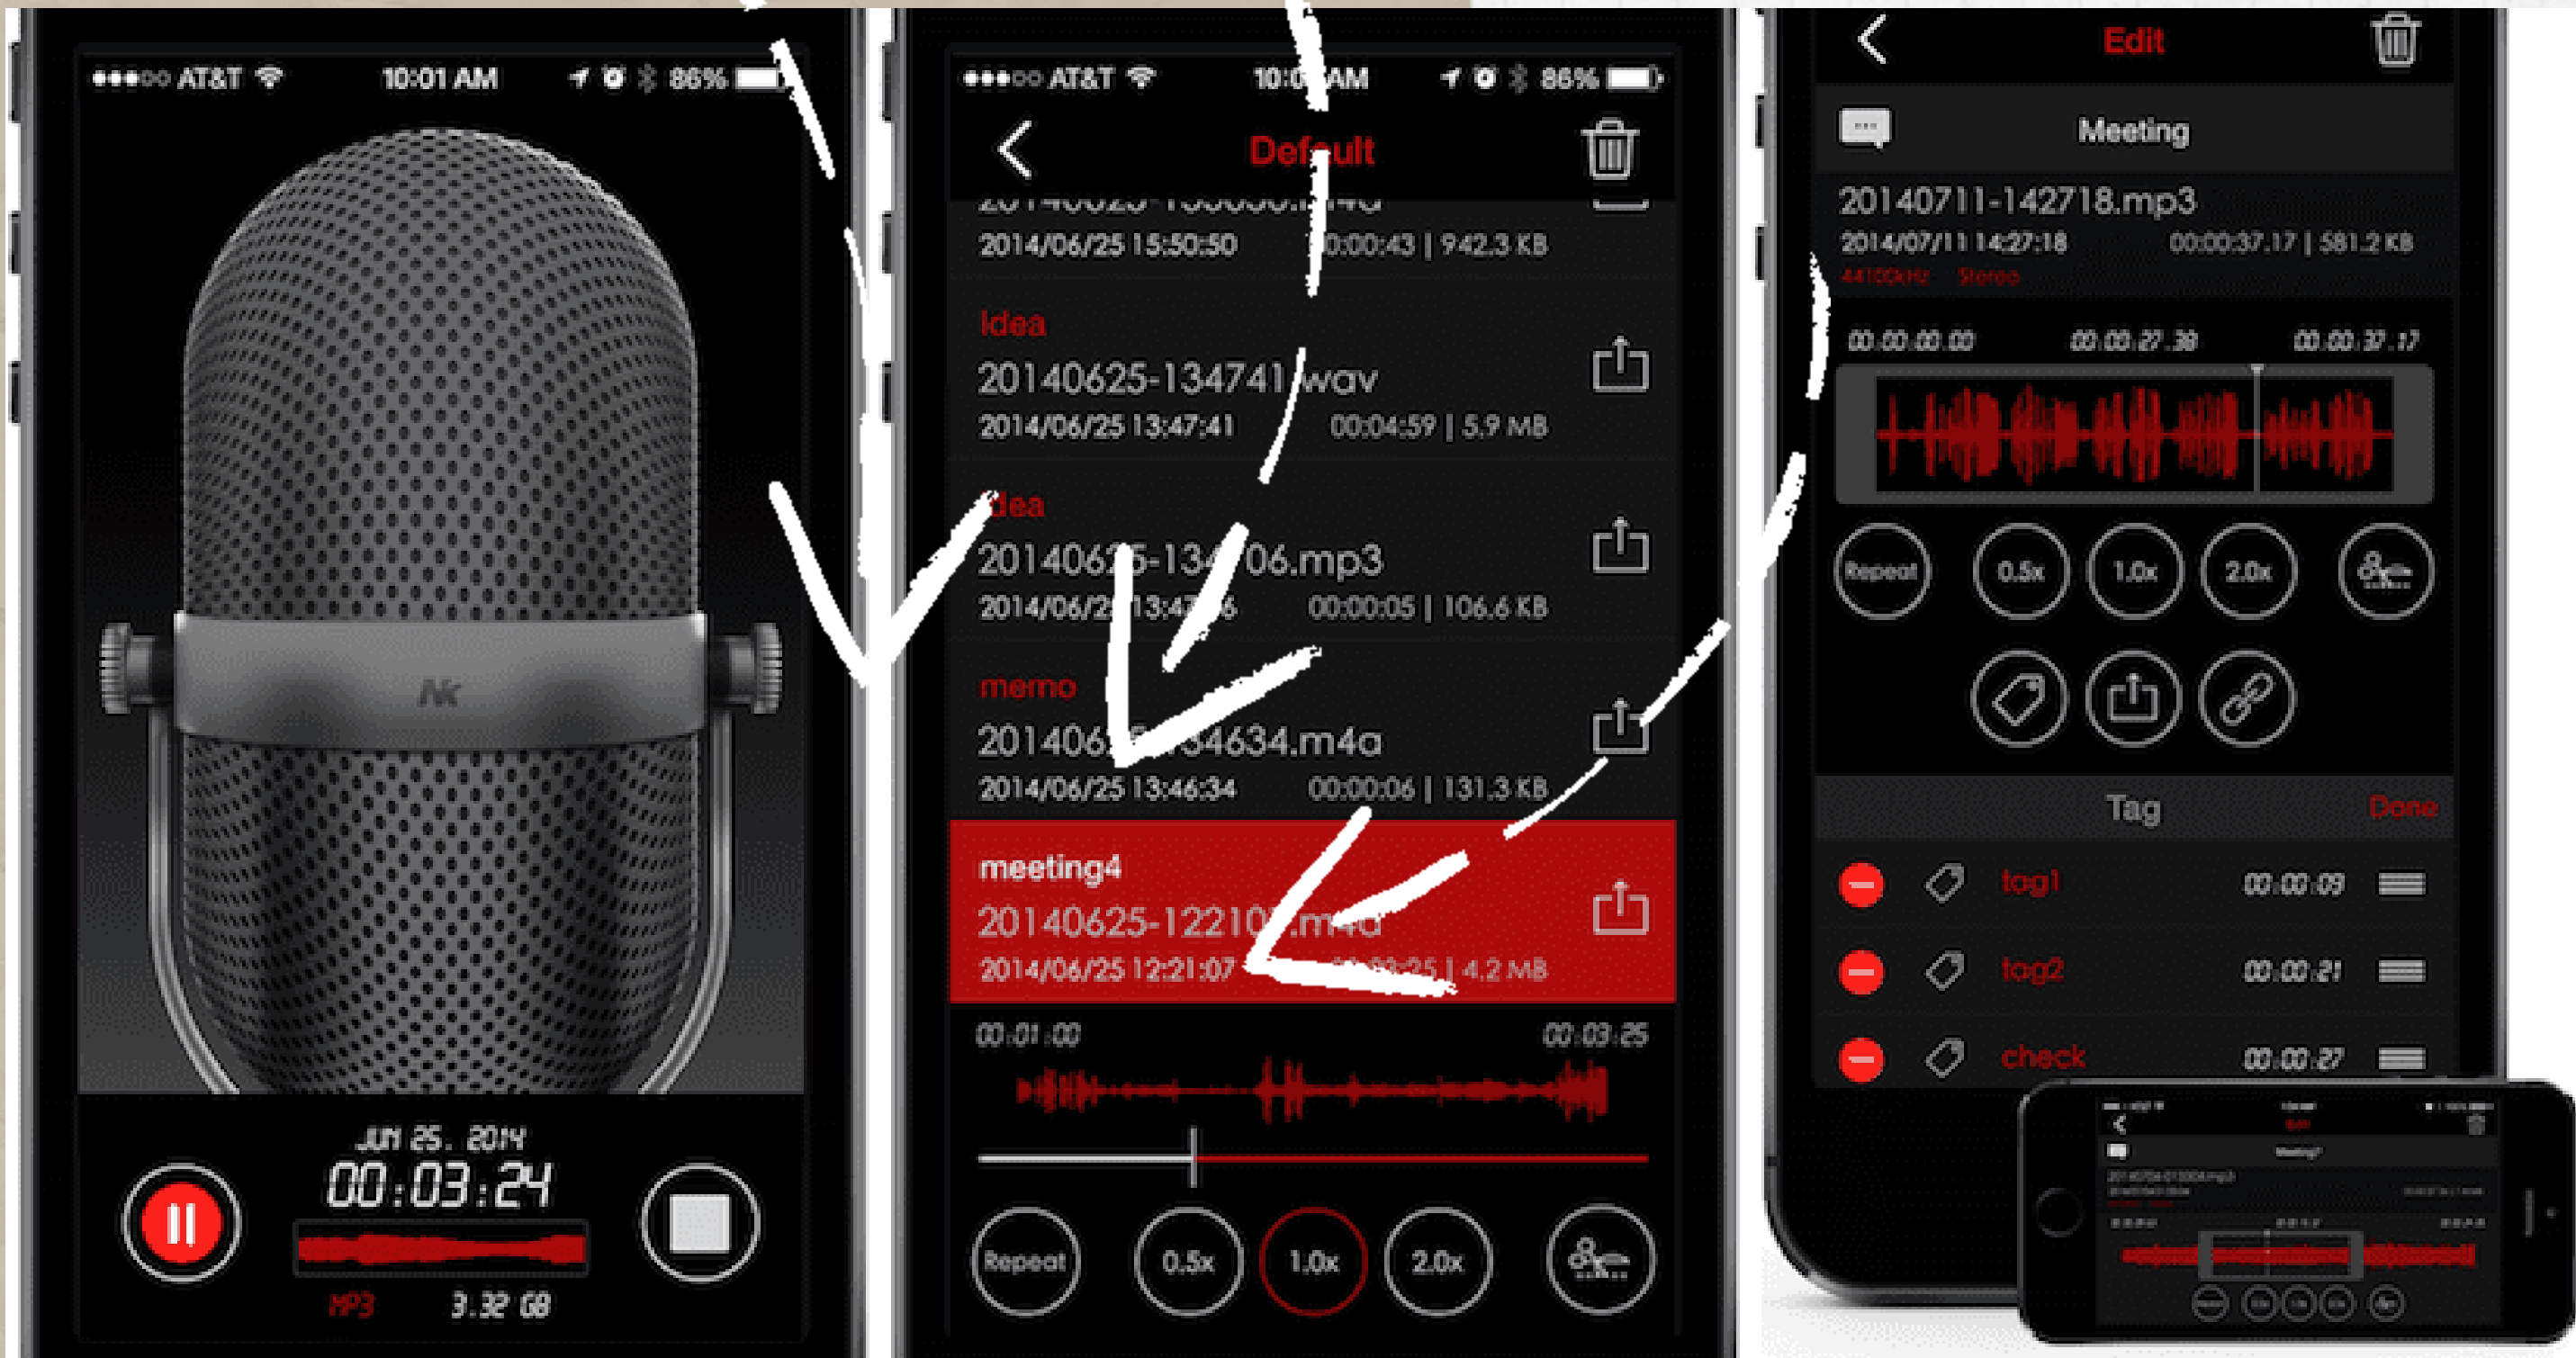 AT&T 10:01 AM 86%
JUN 25. 2014
00:03:24
MP3 3.32 GB
AT&T AM 86%
Default
2014/06/25 15:50:50 0:00:43 | 942.3 KB
Idea
20140625-134741.wav
2014/06/25 13:47:41 00:04:59 | 5.9 MB
Idea
06.mp3
00:00:05 | 106.6 KB
memo
34634.m4a
2014/06/25 13:46:34 00:00:06 | 131.3 KB
meeting4
2014/06/25 12:21:07 | 4.2 MB
00:01:00 00:03:25
Repeat 0.5x 1.0x 2.0x
Edit
Meeting
20140711-142718.mp3
2014/07/11 14:27:18 00:00:37.17 | 581.2 KB
44100kHz Stereo
00:00:00.00 00:00:27.38 00:00:37.17
Repeat 0.5x 1.0x 2.0x
Tag Done
tag1 00:00:09
tag2 00:00:21
check 00:00:27
Edit